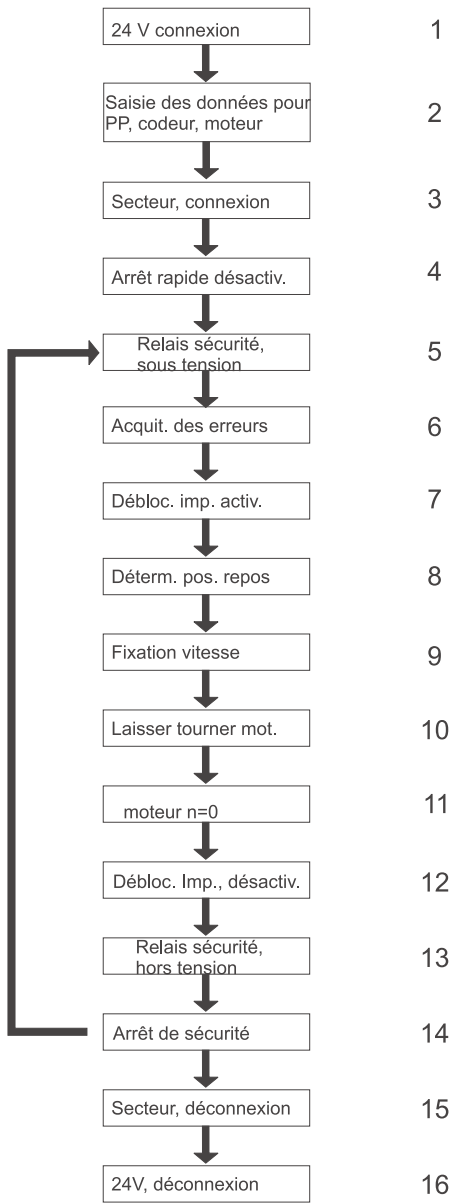 24 V connexion 1
Saisie des données pour
PP, codeur, moteur 2
Secteur, connexion 3
Arrêt rapide désactiv. 4
Relais sécurité,
sous tension 5
Acquit. des erreurs 6
Débloc. imp. activ. 7
Déterm. pos. repos 8
Fixation vitesse 9
Laisser tourner mot. 10
moteur n=0 11
Débloc. Imp., désactiv. 12
Relais sécurité,
hors tension 13
Arrêt de sécurité 14
Secteur, déconnexion 15
24V, déconnexion 16